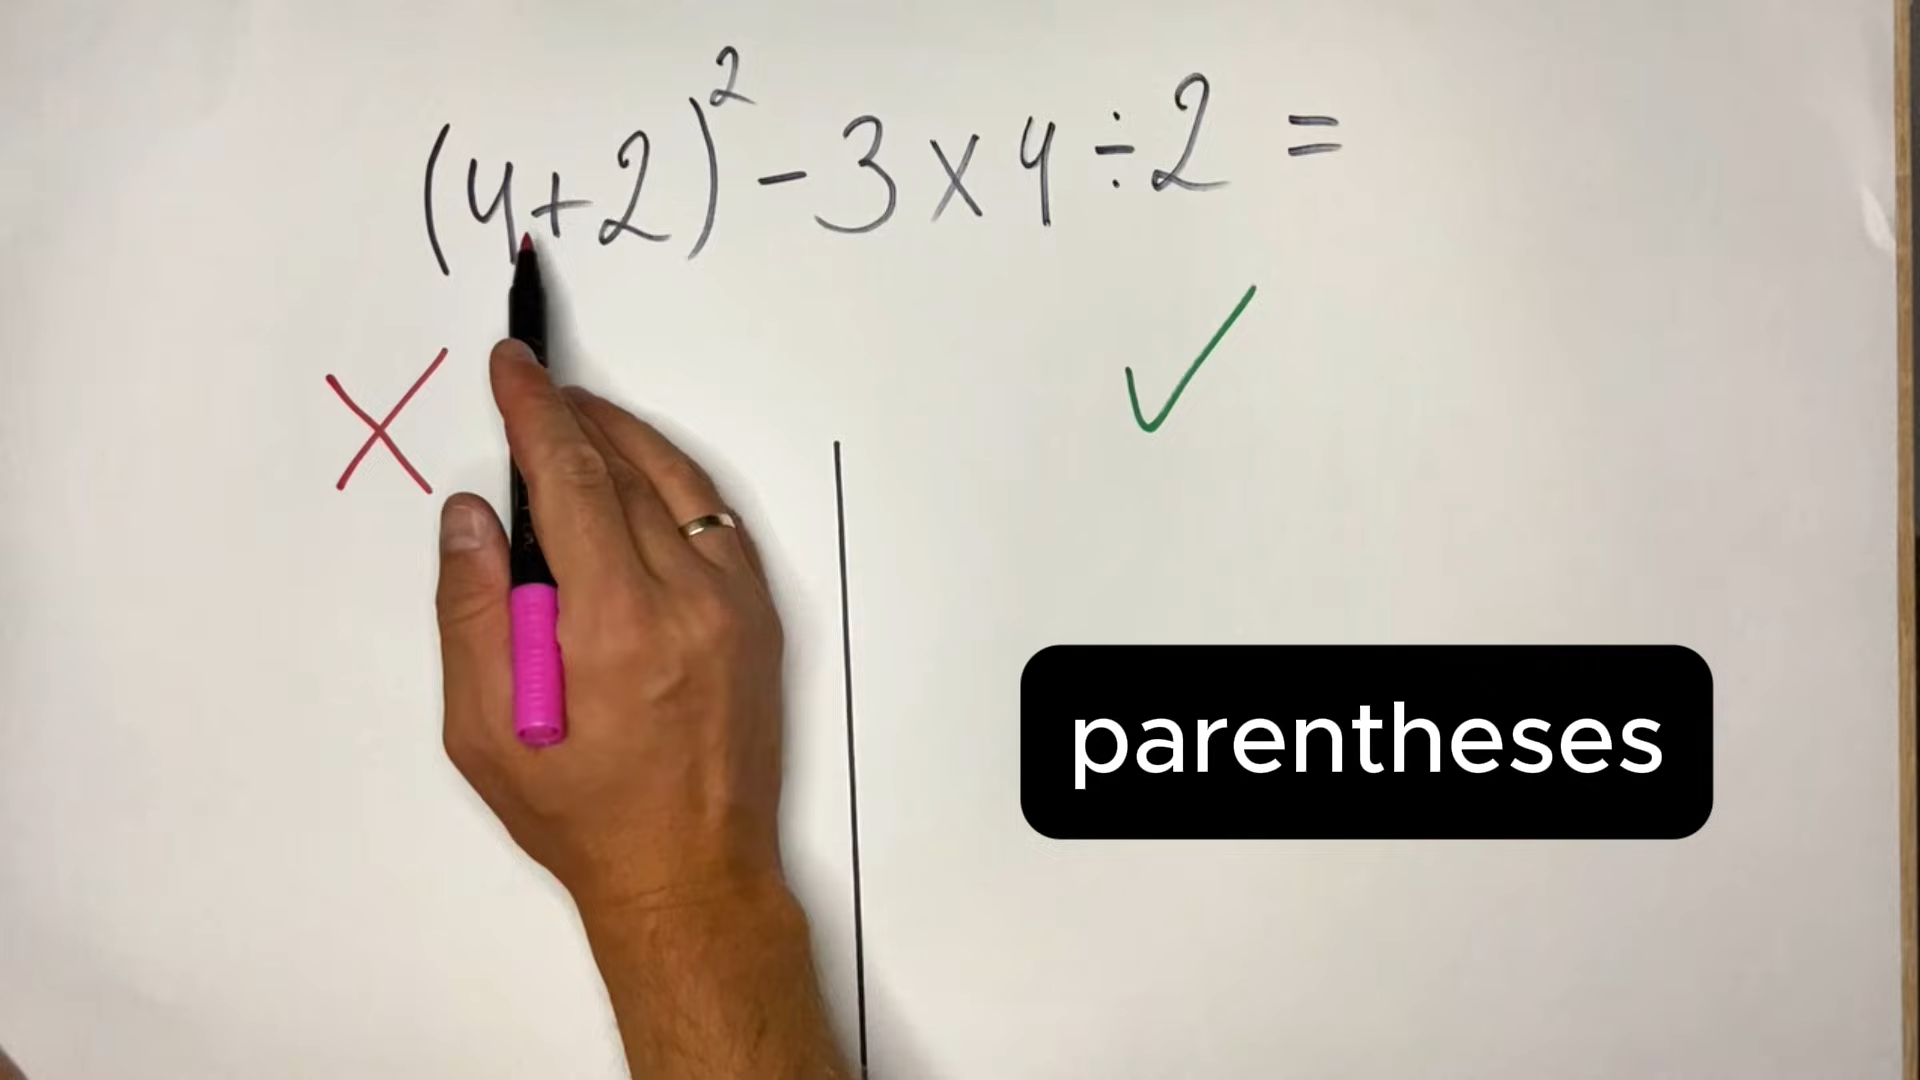 (4+2)² - 3 × 4 ÷ 2 =
parentheses